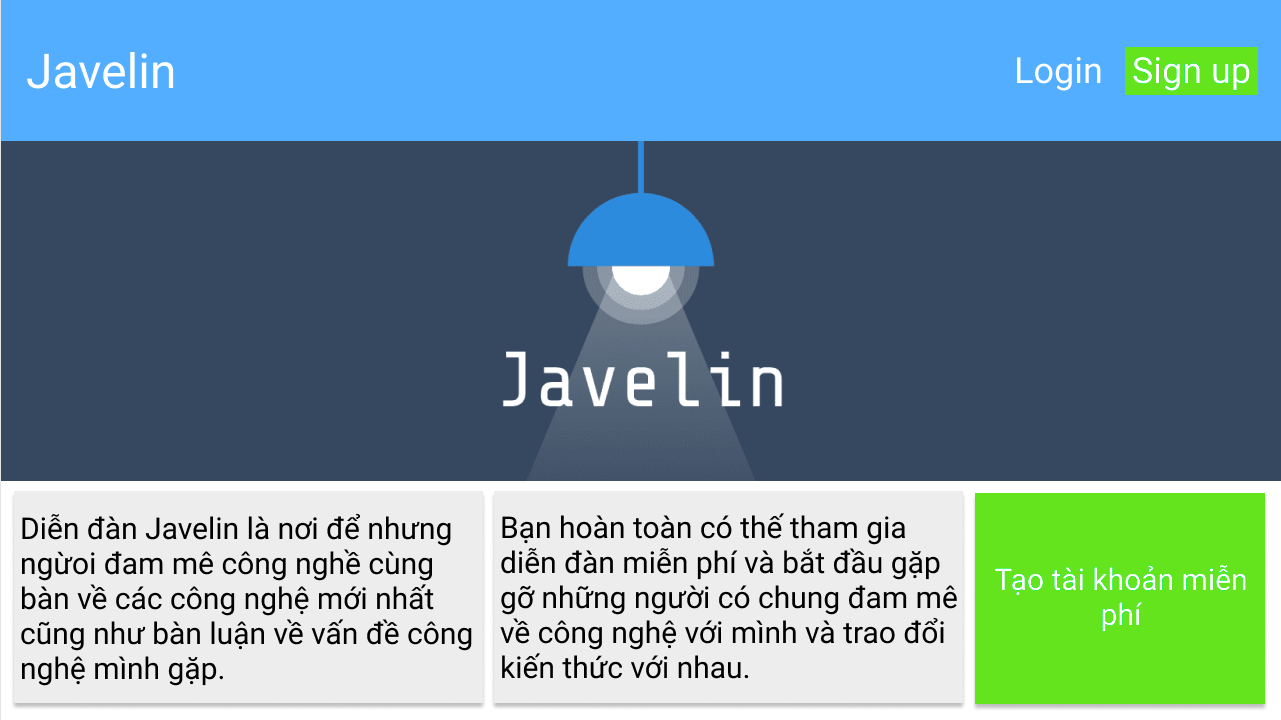 Javelin
Login
Sign up
Javelin
Diễn đàn Javelin là nơi để nhưng
ngừoi đam mê công nghề cùng
bàn về các công nghệ mới nhất
cũng như bàn luận về vấn đề công
nghệ mình gặp.
Bạn hoàn toàn có thế tham gia
diễn đàn miễn phí và bắt đầu gặp
gỡ những người có chung đam mê
về công nghệ với mình và trao đổi
kiến thức với nhau.
Tạo tài khoản miễn
phí